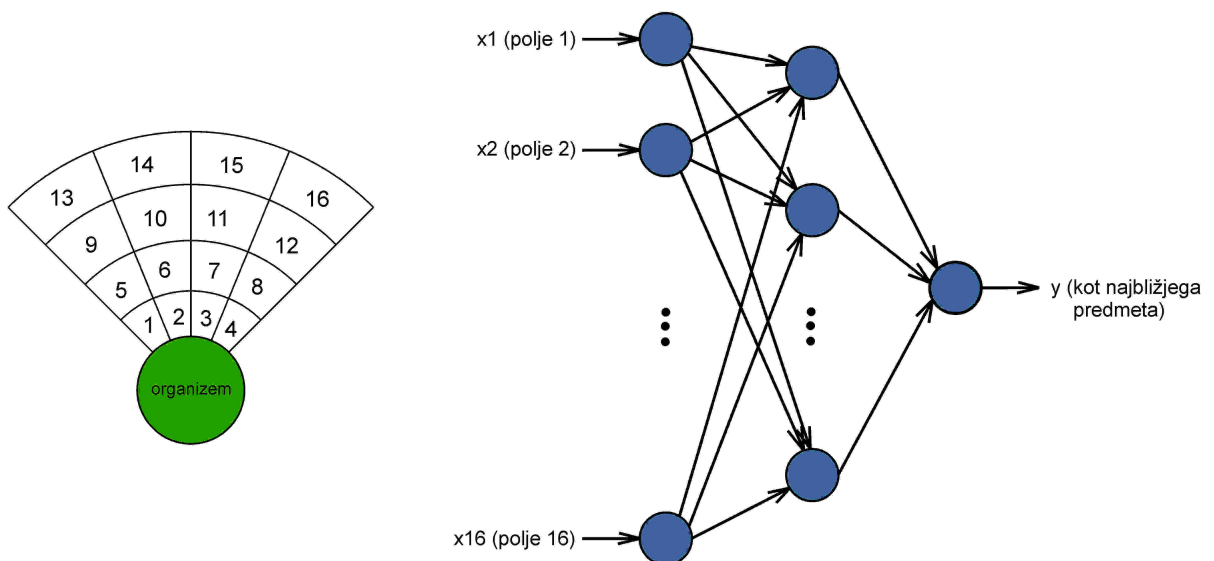 13
14
15
16
9
10
11
12
5
6
7
8
1
2
3
4
organizem
x1 (polje 1)
x2 (polje 2)
x16 (polje 16)
y (kot najbližjega
predmeta)